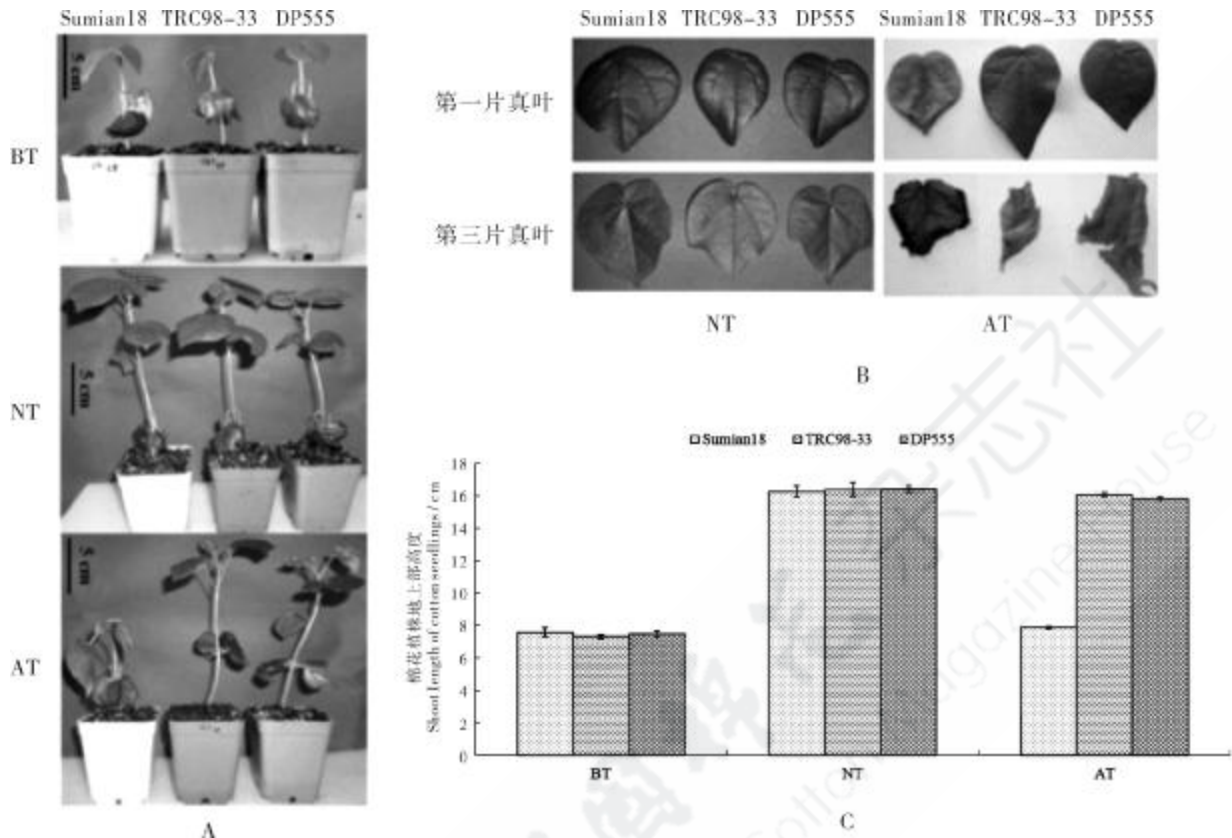 Sumian18 TRC98-33 DP555
5 cm
BT
5 cm
NT
5 cm
AT
A
Sumian18 TRC98-33 DP555
Sumian18 TRC98-33 DP555
第一片真叶
第三片真叶
NT
AT
B
Sumian18 TRC98-33 DP555
棉花植株地上部高度
Shoot length of cotton seedlings / cm
18
16
14
12
10
8
6
4
2
0
BT
NT
AT
C